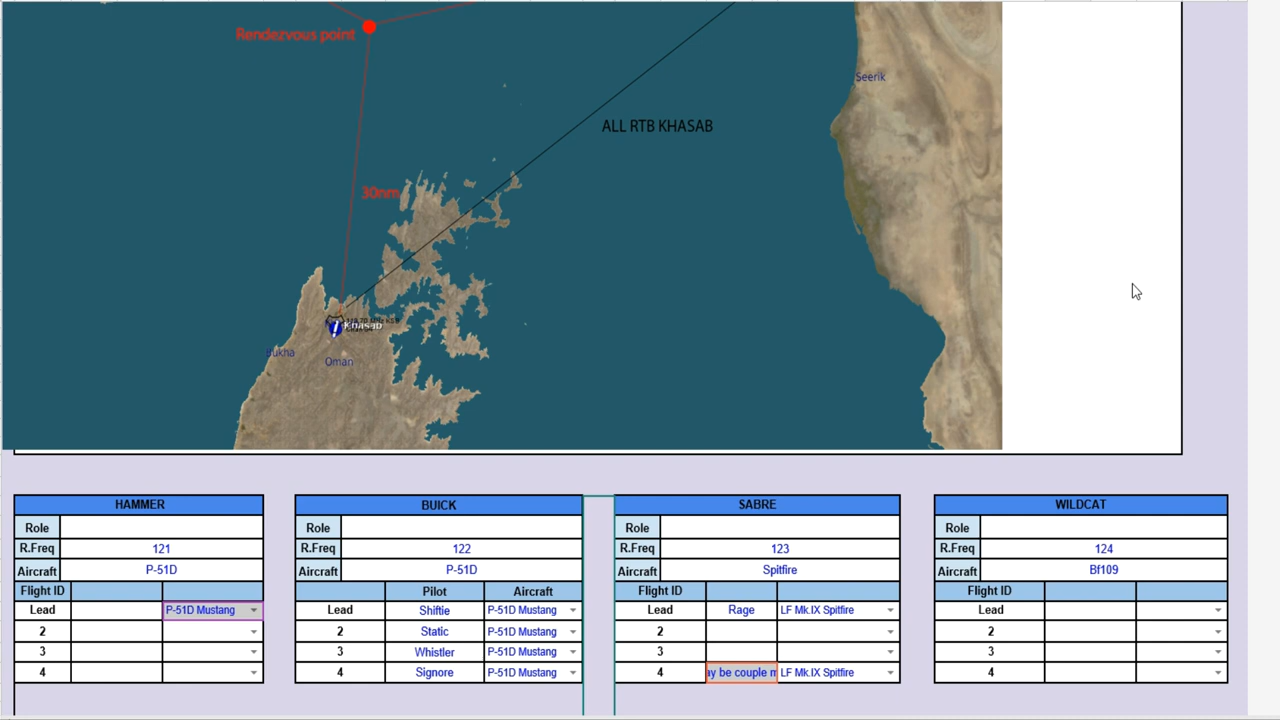 Rendezvous point
Seerik
ALL RTB KHASAB
30nm
Khasab
Bukha
Oman
HAMMER
Role
R.Freq 121
Aircraft P-51D
Flight ID
Lead P-51D Mustang
2
3
4
BUICK
Role
R.Freq 122
Aircraft P-51D
Pilot Aircraft
Lead Shiftie P-51D Mustang
2 Static P-51D Mustang
3 Whistler P-51D Mustang
4 Signore P-51D Mustang
SABRE
Role
R.Freq 123
Aircraft Spitfire
Flight ID
Lead Rage LF Mk.IX Spitfire
2
3
4 be couple LF Mk.IX Spitfire
WILDCAT
Role
R.Freq 124
Aircraft Bf109
Flight ID
Lead
2
3
4